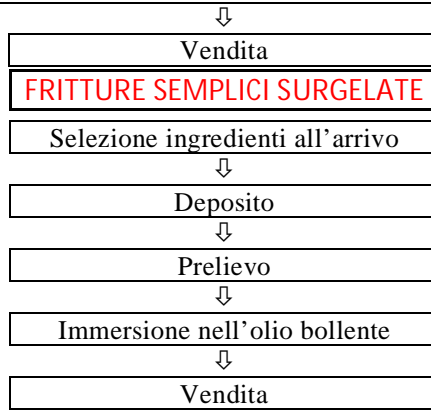 ⇩
Vendita
FRITTURE SEMPLICI SURGELATE
Selezione ingredienti all'arrivo
⇩
Deposito
⇩
Prelievo
⇩
Immersione nell'olio bollente
⇩
Vendita